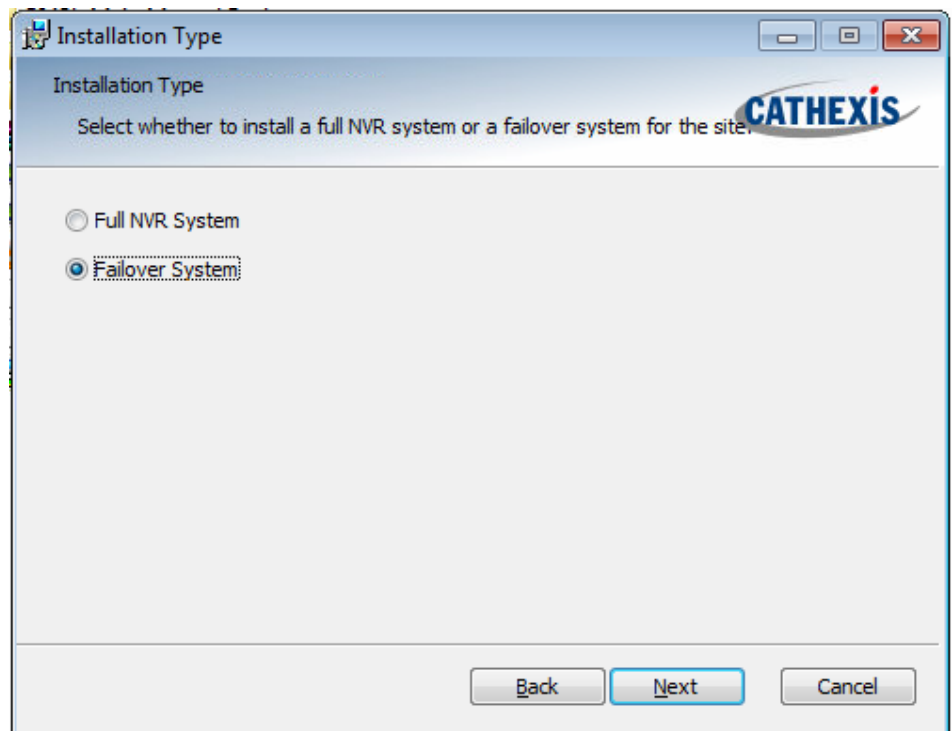 Installation Type
Installation Type
Select whether to install a full NVR system or a failover system for the site.
CATHEXIS
Full NVR System
Failover System
Back
Next
Cancel